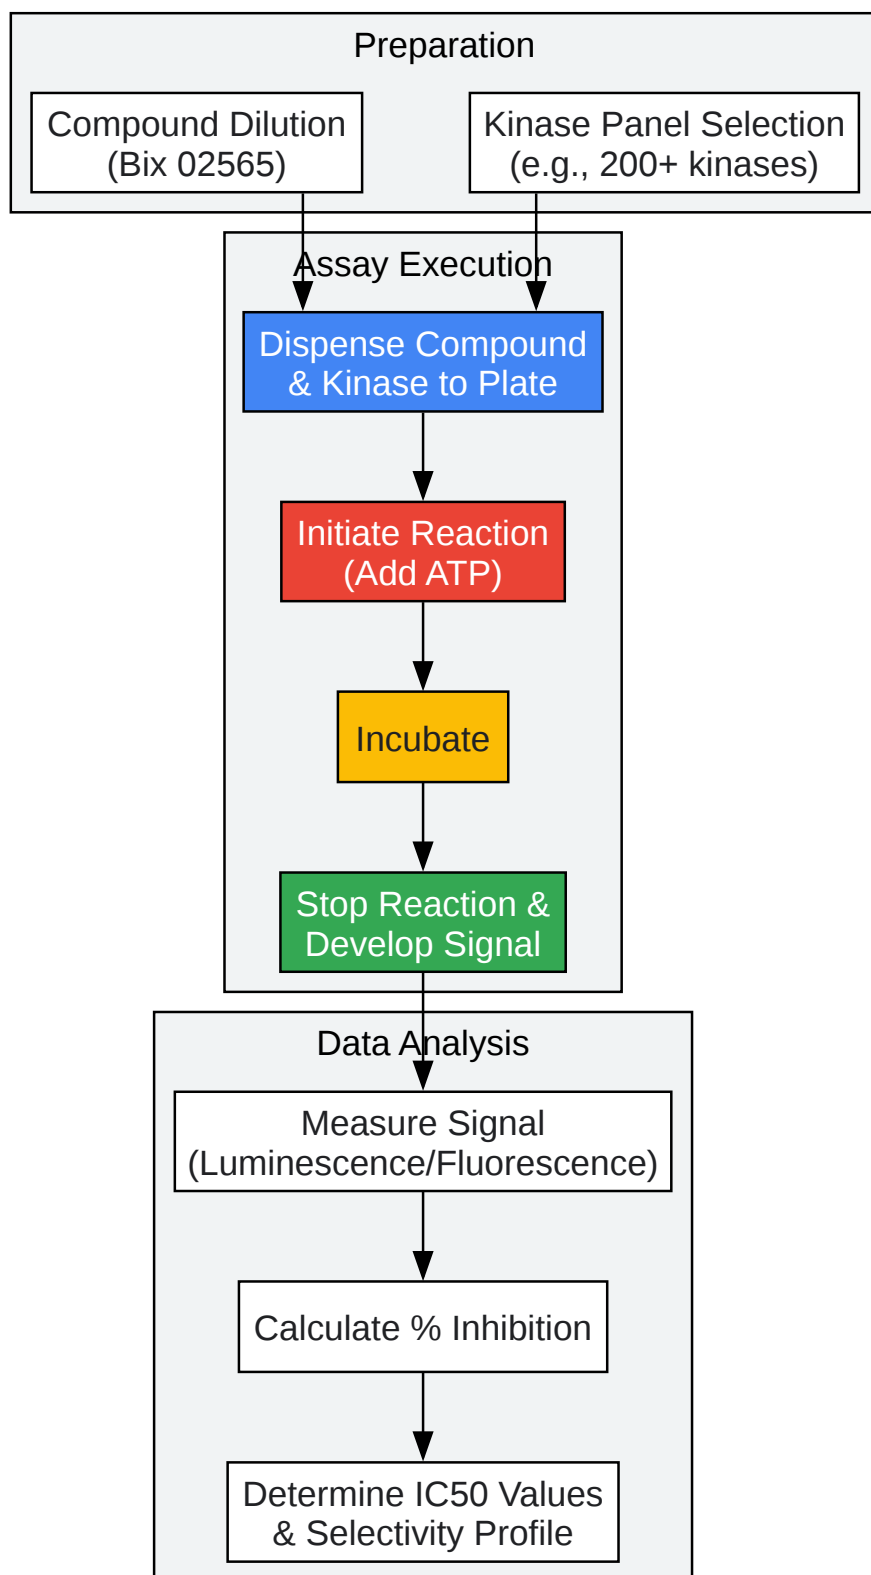 Preparation
Compound Dilution
(Bix 02565)
Kinase Panel Selection
(e.g., 200+ kinases)
Assay Execution
Dispense Compound
& Kinase to Plate
Initiate Reaction
(Add ATP)
Incubate
Stop Reaction &
Develop Signal
Data Analysis
Measure Signal
(Luminescence/Fluorescence)
Calculate % Inhibition
Determine IC50 Values
& Selectivity Profile